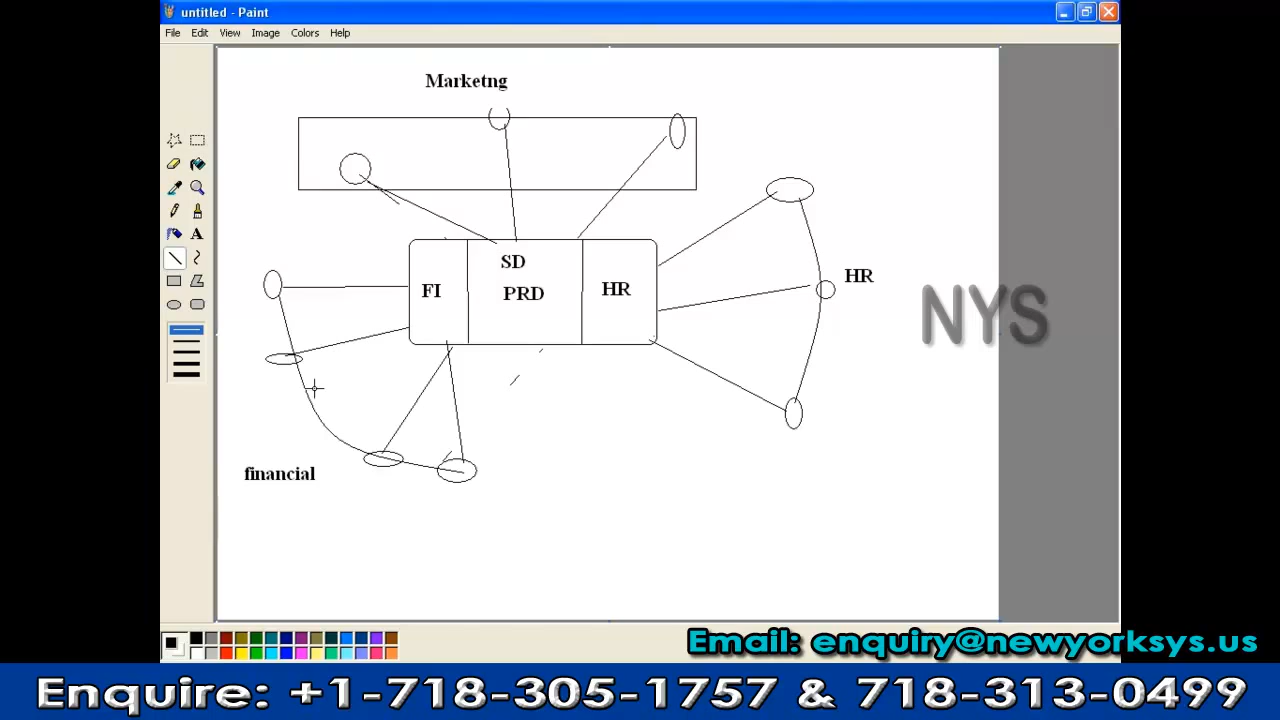 untitled - Paint
File Edit View Image Colors Help
Marketng
SD
FI PRD HR
HR
NYS
financial
Email: enquiry@newyorksys.us
Enquire: +1-718-305-1757 & 718-313-0499